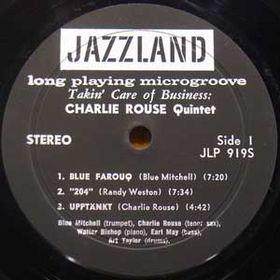 JAZZLAND
long playing microgroove
Takin' Care of Business:
CHARLIE ROUSE Quintet
STEREO
Side 1
JLP 919S
1. BLUE FAROUQ (Blue Mitchell) (7:20)
2. "204" (Randy Weston) (7:34)
3. UPPTÄNKT (Charlie Rouse) (4:42)
Blue Mitchell (trumpet), Charlie Rouse (tenor sax),
Walter Bishop (piano), Earl May (bass),
Art Taylor (drums).